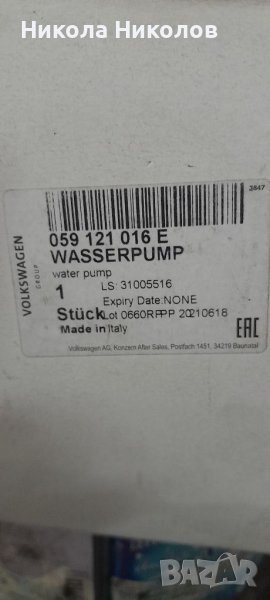 Никола Николов
3847
059 121 016 E
WASSERPUMP
water pump
1 LS: 31005516
Expiry Date:NONE
Stück Lot 0660RPPP 20210618
Made in Italy
EAC
VOLKSWAGEN
GROUP
Volkswagen AG, Konzern After Sales, Postfach 1451, 34219 Baunatal
BAZAR